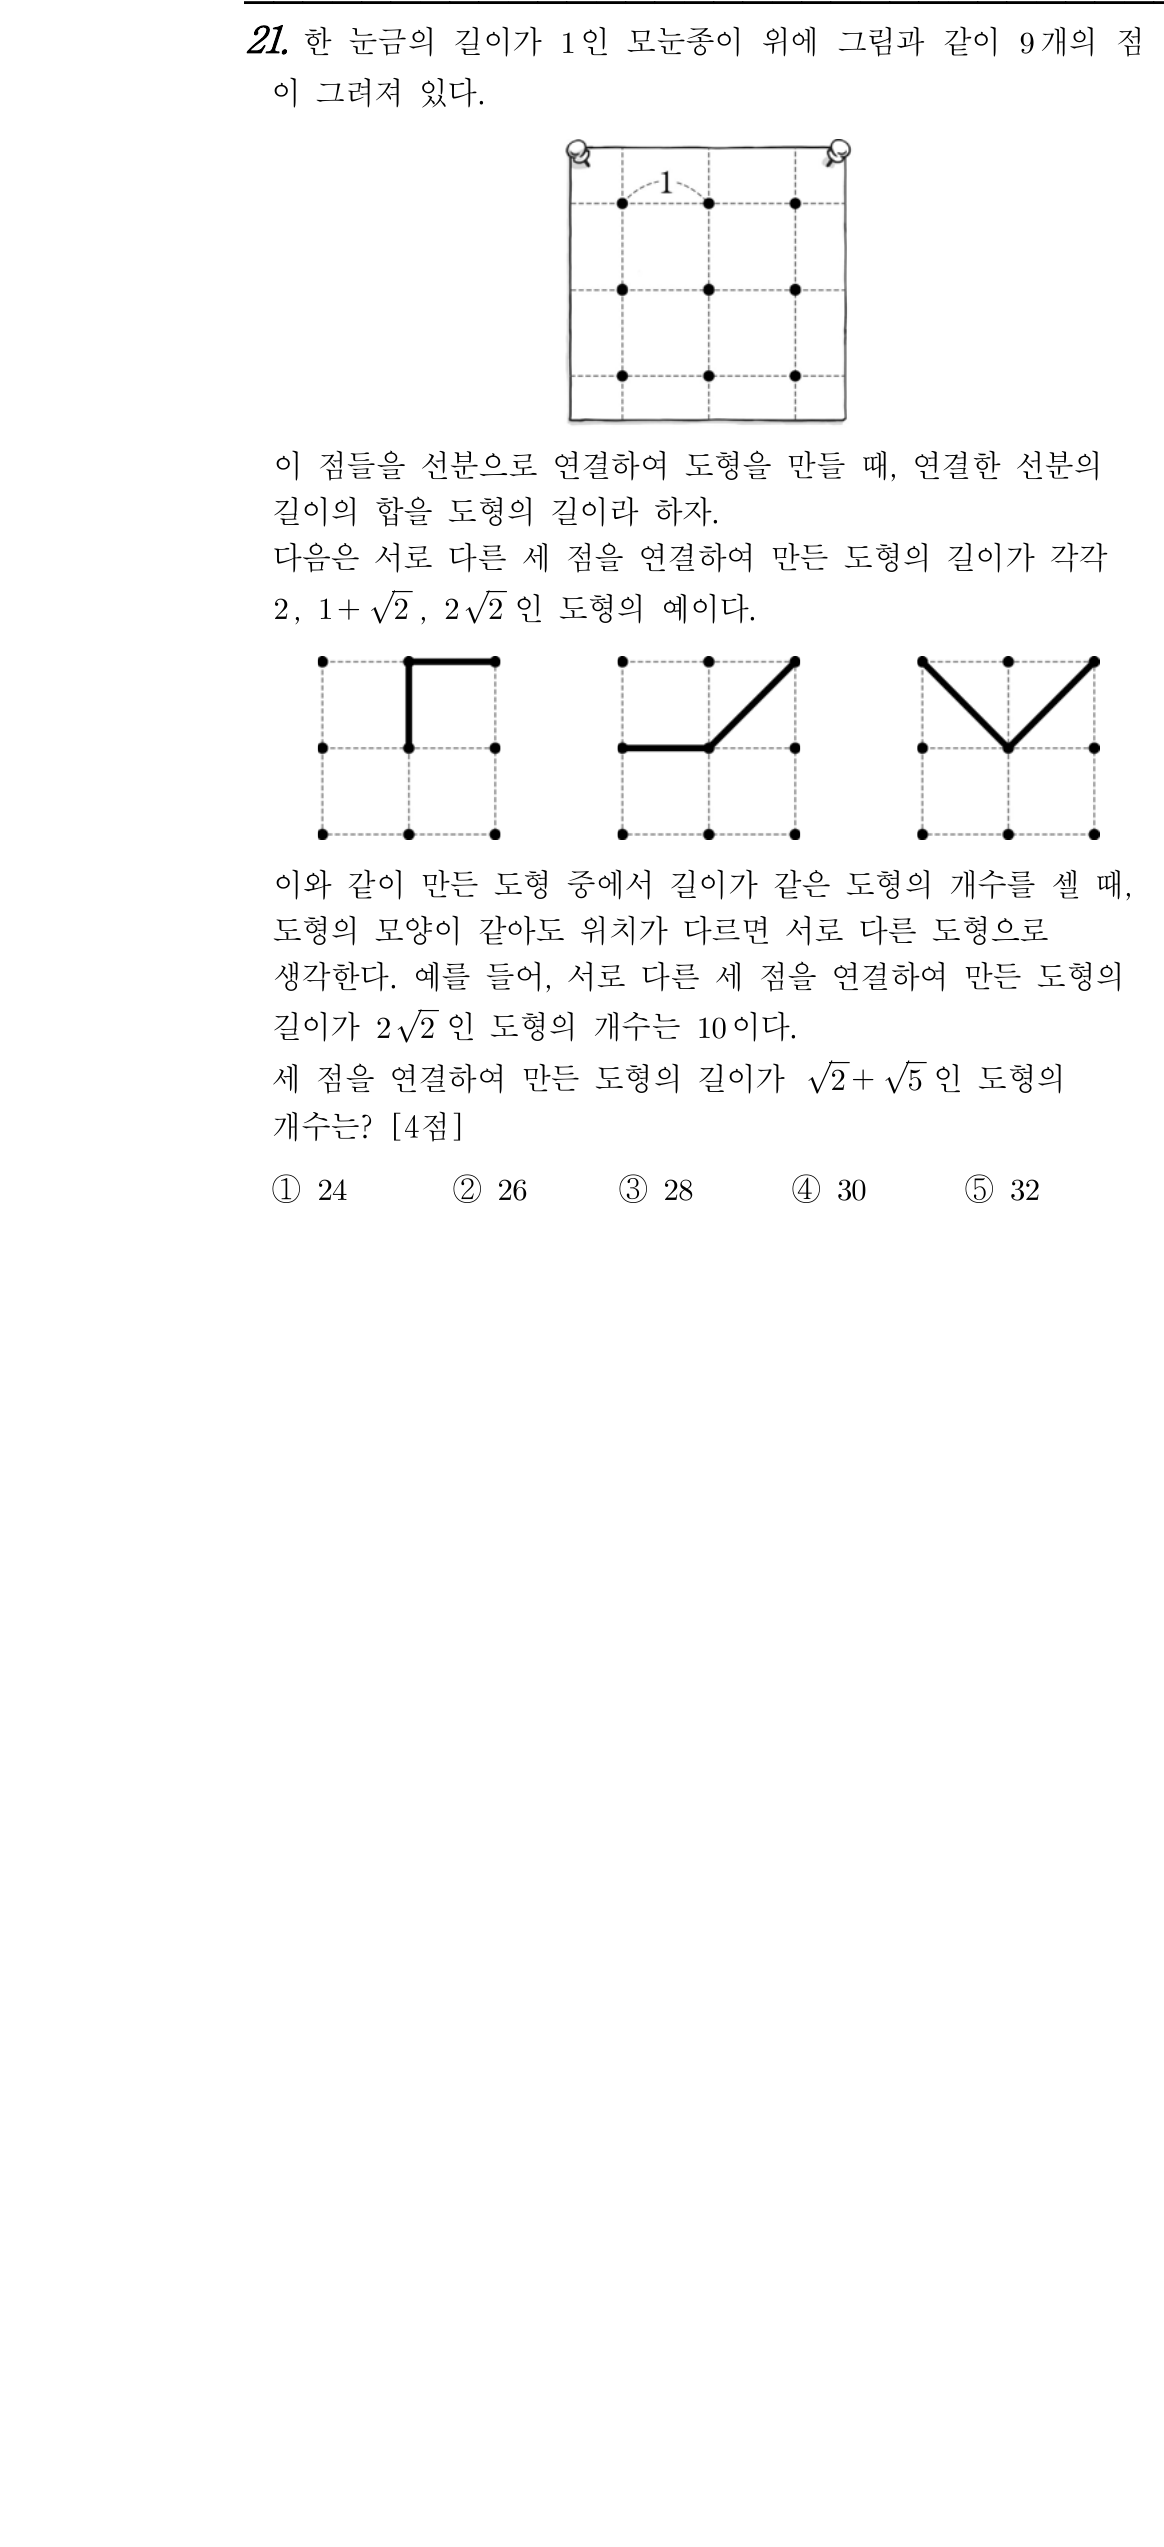 21. 한 눈금의 길이가 1인 모눈종이 위에 그림과 같이 9개의 점
이 그려져 있다.
1
이 점들을 선분으로 연결하여 도형을 만들 때, 연결한 선분의
길이의 합을 도형의 길이라 하자.
다음은 서로 다른 세 점을 연결하여 만든 도형의 길이가 각각
2, 1+√2, 2√2인 도형의 예이다.
이와 같이 만든 도형 중에서 길이가 같은 도형의 개수를 셀 때,
도형의 모양이 같아도 위치가 다르면 서로 다른 도형으로
생각한다. 예를 들어, 서로 다른 세 점을 연결하여 만든 도형의
길이가 2√2인 도형의 개수는 10이다.
세 점을 연결하여 만든 도형의 길이가 √2+√5인 도형의
개수는? [4점]
① 24 ② 26 ③ 28 ④ 30 ⑤ 32